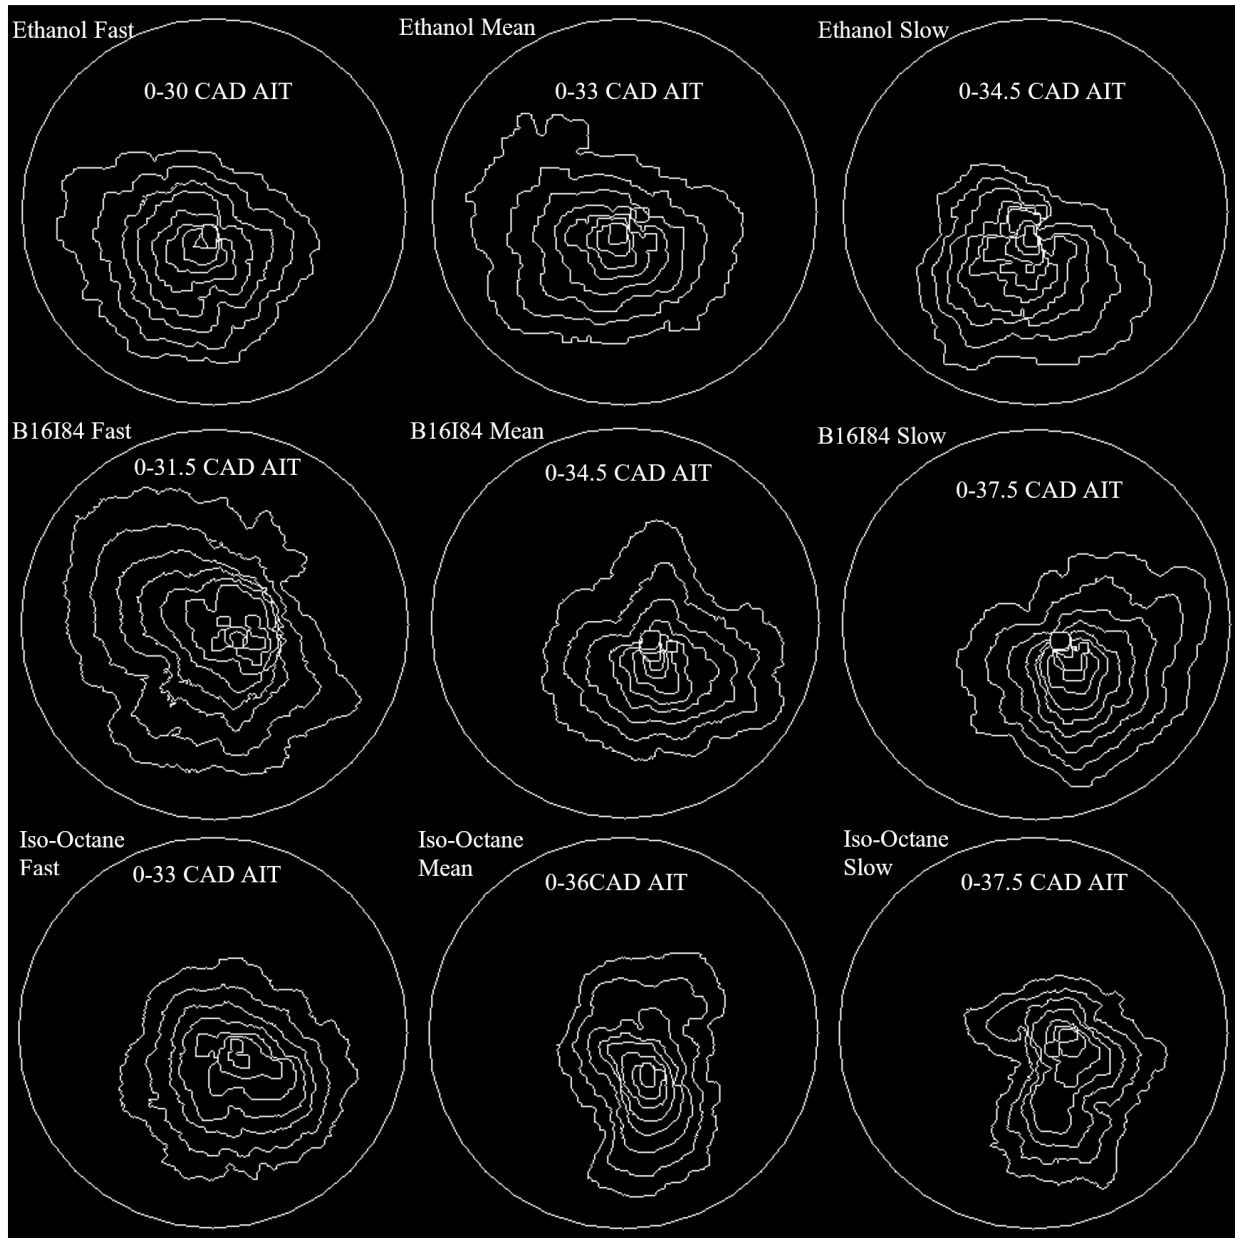 Ethanol Fast
0-30 CAD AIT
Ethanol Mean
0-33 CAD AIT
Ethanol Slow
0-34.5 CAD AIT
B16I84 Fast
0-31.5 CAD AIT
B16I84 Mean
0-34.5 CAD AIT
B16I84 Slow
0-37.5 CAD AIT
Iso-Octane
Fast
0-33 CAD AIT
Iso-Octane
Mean
0-36CAD AIT
Iso-Octane
Slow
0-37.5 CAD AIT